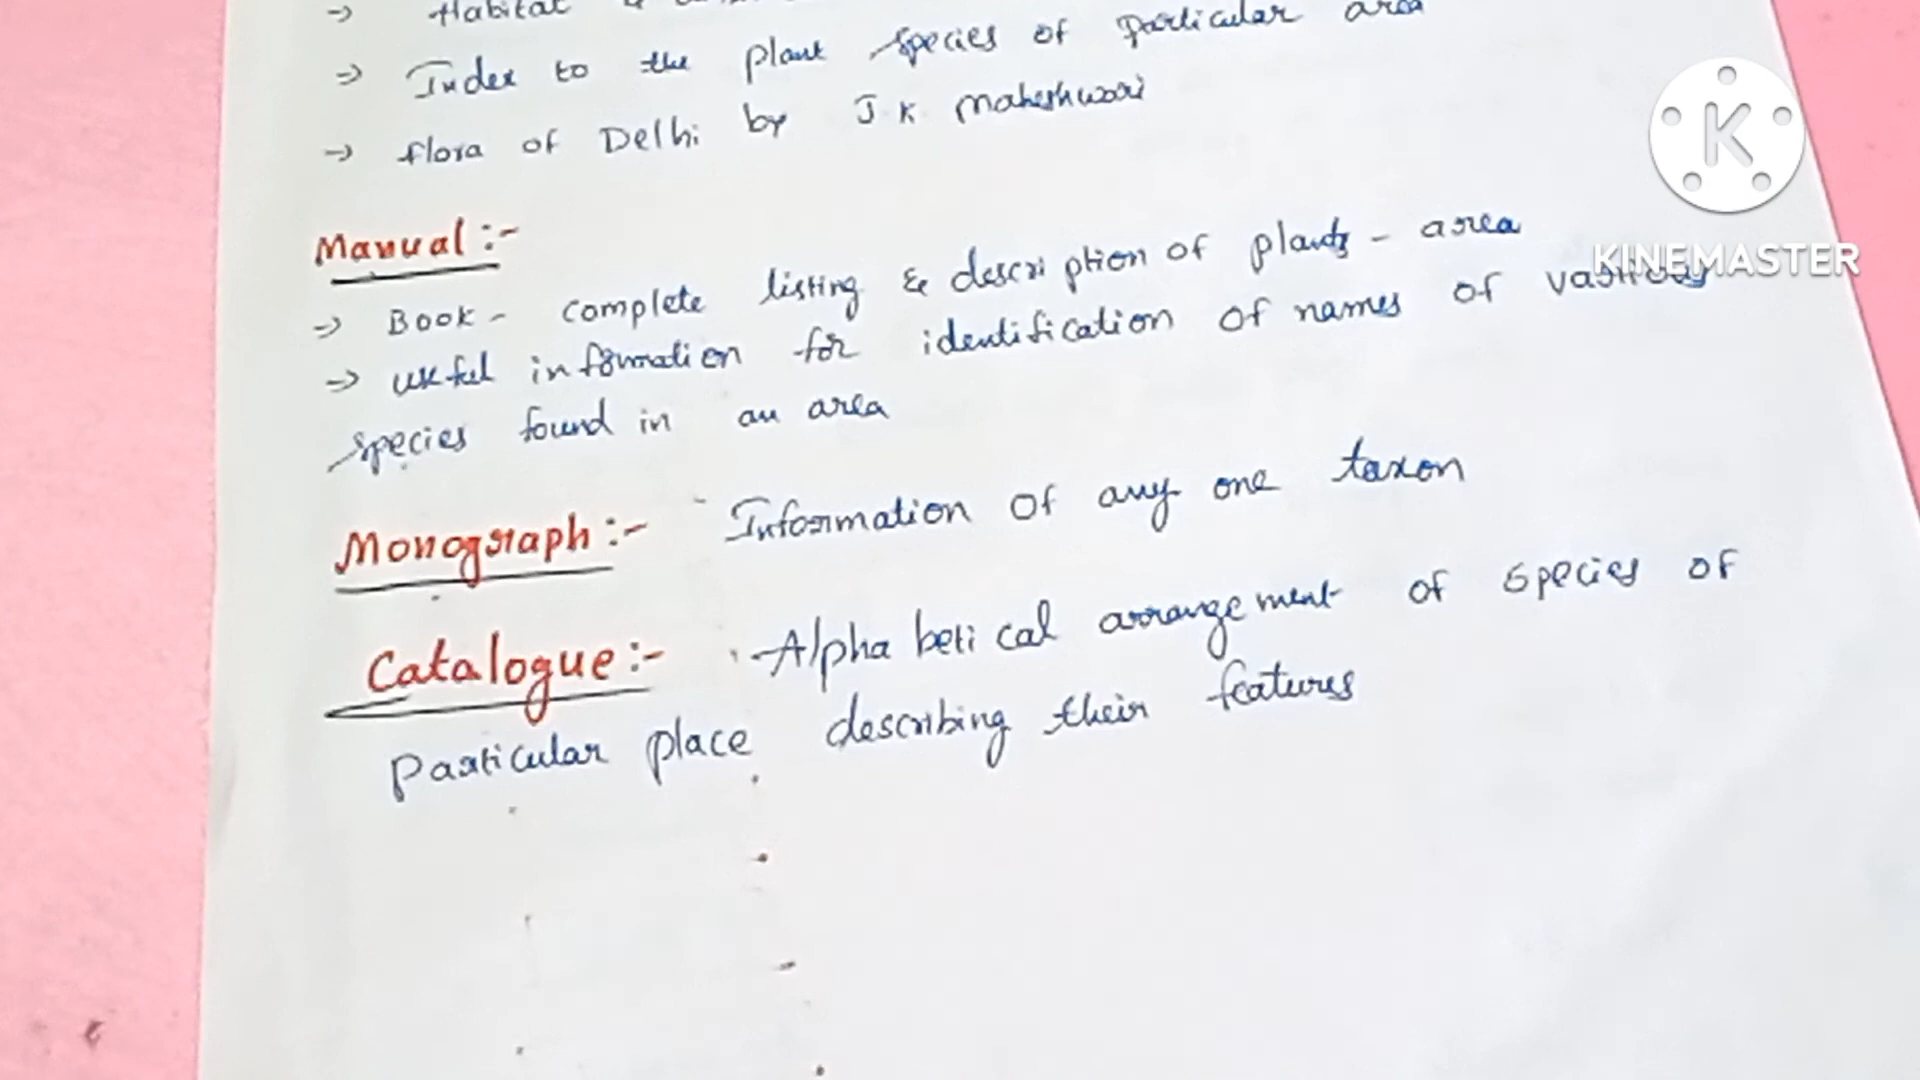 → Habitat &
→ Index to the plant species of particular area
→ flora of Delhi by J.K Maheshwari
Manual :-
→ Book - complete listing & description of plants - area
→ useful information for identification of names of various
species found in an area
Monograph :- Information of any one taxon
Catalogue :- Alphabetical arrangement of species of
Particular place describing their features
K
KINEMASTER